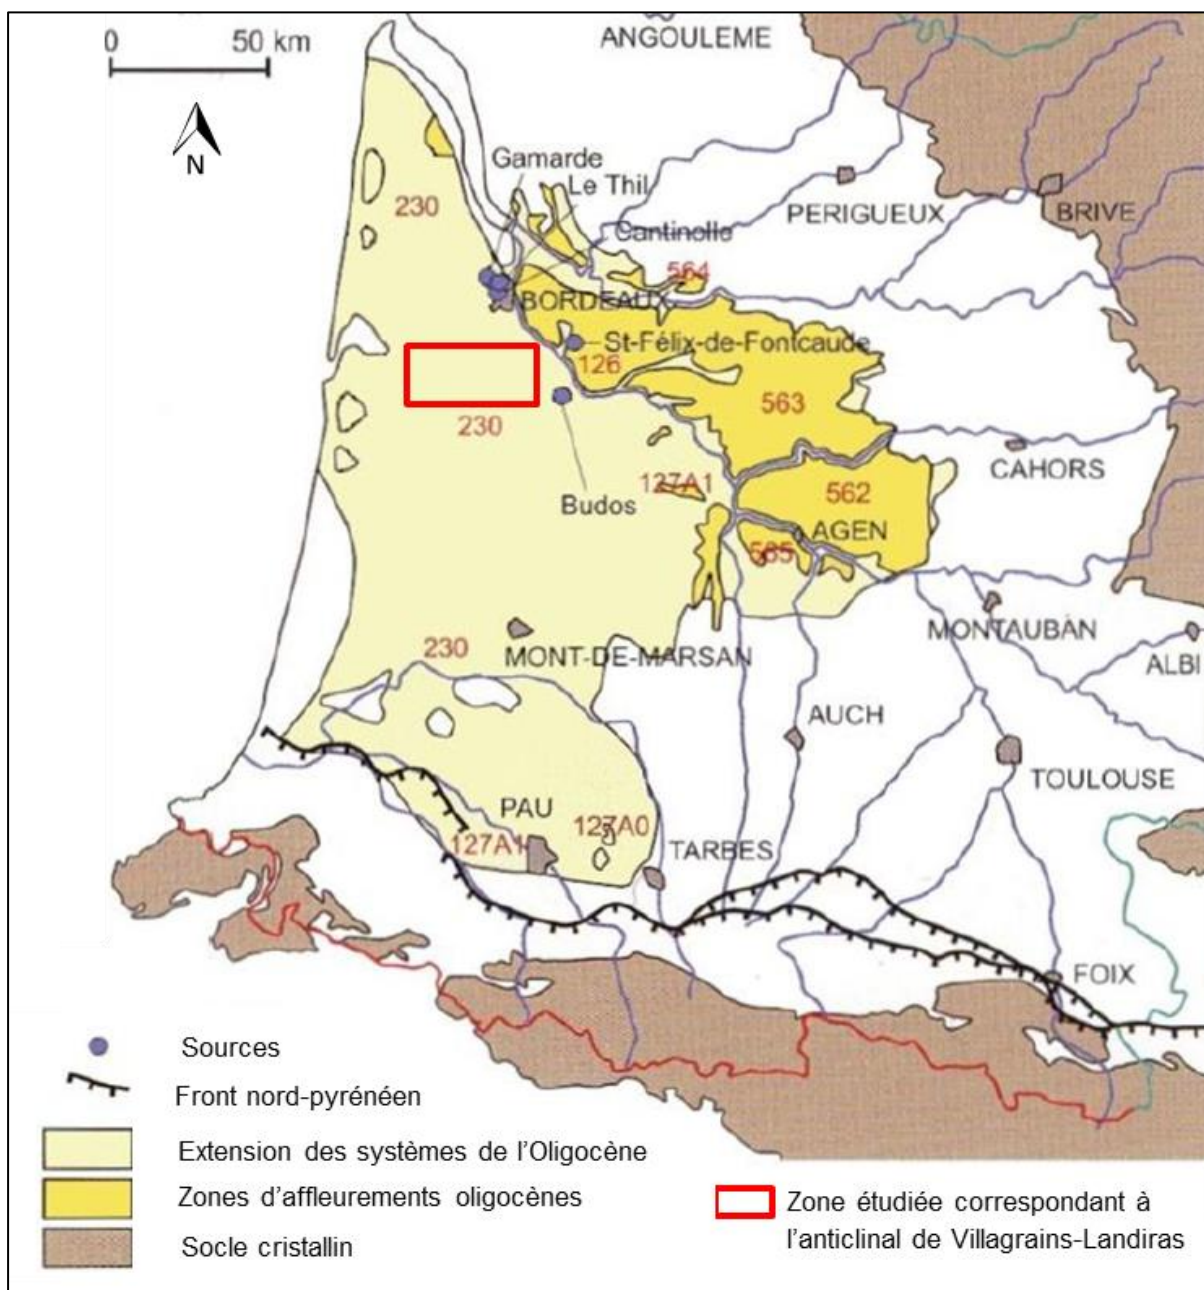 0 50 km
ANGOULEME
N
Gamarde
Le Thil
230
PERIGUEUX
BRIVE
Cantinolle
564
BORDEAUX
St-Félix-de-Fontcaude
126
563
230
CAHORS
127A1
562
Budos
AGEN
565
MONTAUBAN
230
MONT-DE-MARSAN
ALBI
AUCH
TOULOUSE
PAU
127A0
127A1
TARBES
FOIX
Sources
Front nord-pyrénéen
Extension des systèmes de l'Oligocène
Zones d'affleurements oligocènes
Socle cristallin
Zone étudiée correspondant à
l'anticlinal de Villagrains-Landiras